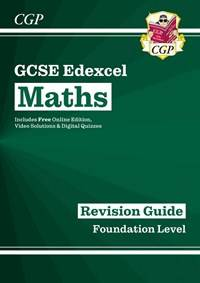 CGP
CGP
GCSE Edexcel
Maths
Includes Free Online Edition,
Video Solutions & Digital Quizzes
Revision Guide
Foundation Level